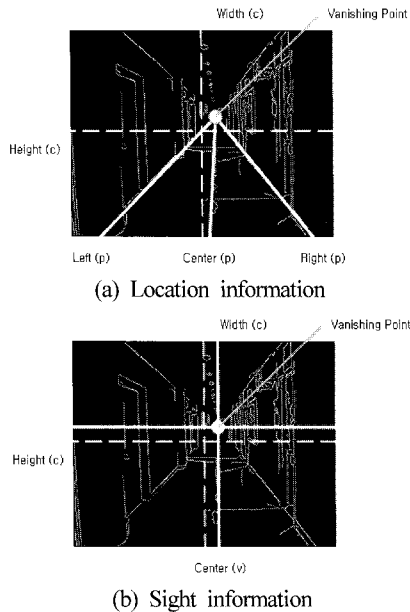 Width (c) Vanishing Point
Height (c)
Left (p) Center (p) Right (p)
(a) Location information
Width (c) Vanishing Point
Height (c)
Center (v)
(b) Sight information